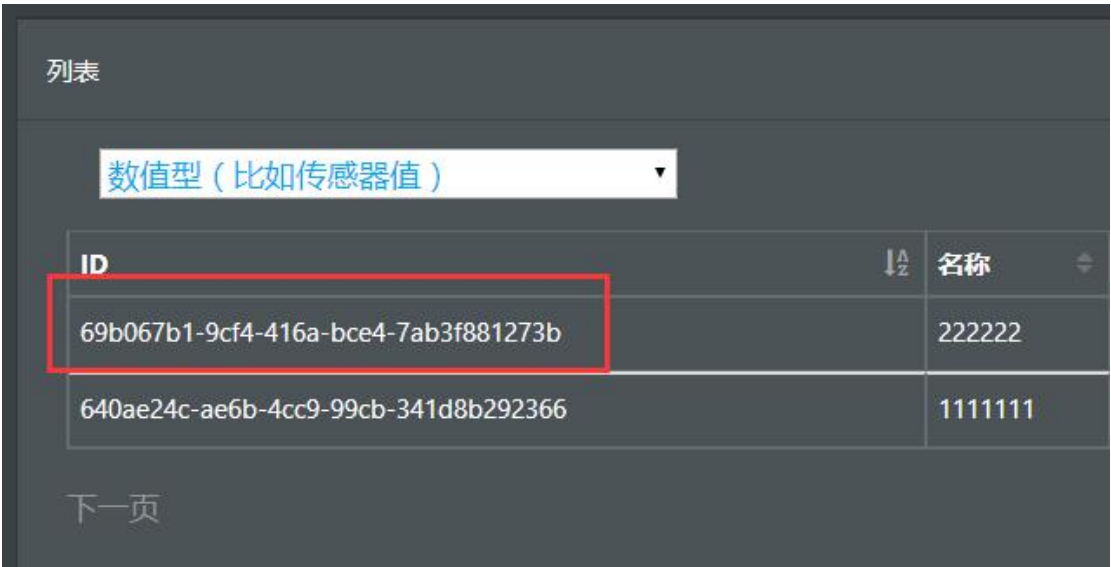 列表
数值型（比如传感器值）
ID 名称
69b067b1-9cf4-416a-bce4-7ab3f881273b 222222
640ae24c-ae6b-4cc9-99cb-341d8b292366 1111111
下一页